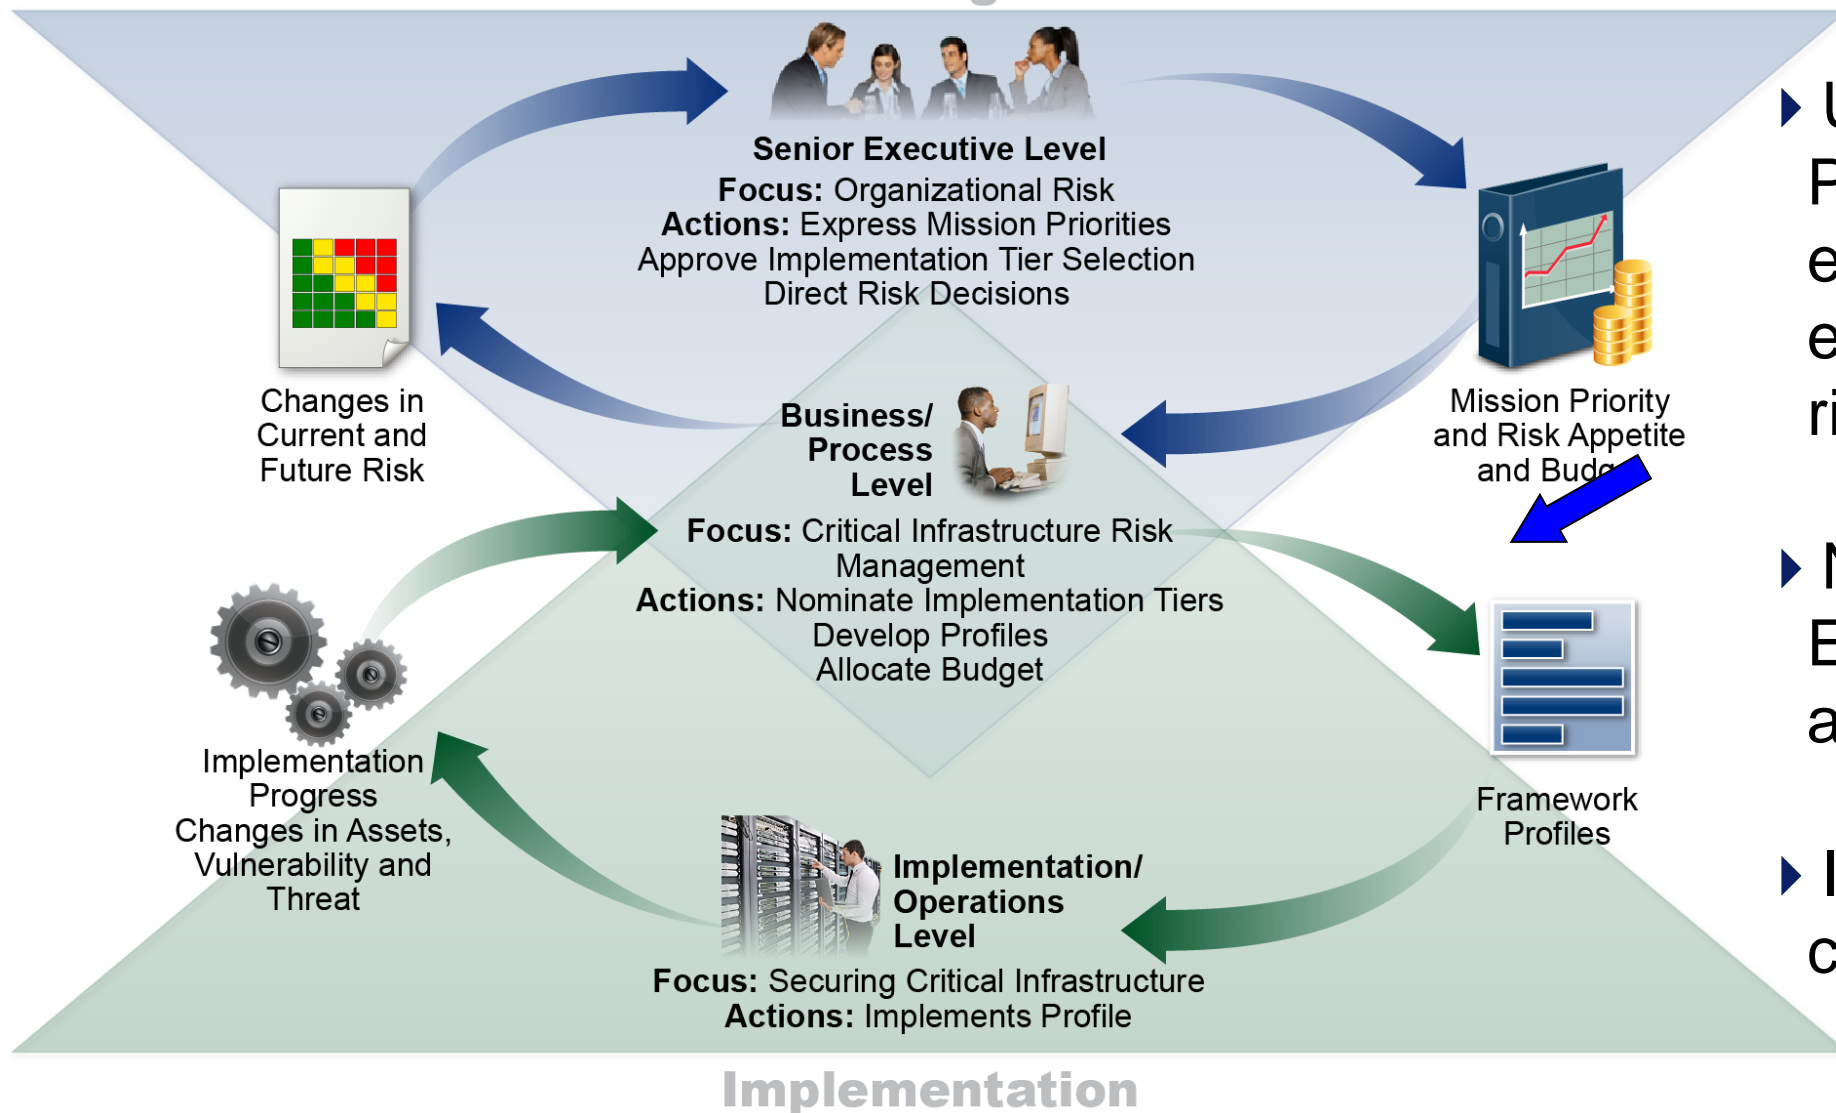 Senior Executive Level
Focus: Organizational Risk
Actions: Express Mission Priorities
Approve Implementation Tier Selection
Direct Risk Decisions
Changes in
Current and
Future Risk
Business/
Process
Level
Mission Priority
and Risk Appetite
and
Focus: Critical Infrastructure Risk
Management
Actions: Nominate Implementation Tiers
Develop Profiles
Allocate Budget
Implementation
Progress
Changes in Assets,
Vulnerability and
Threat
Framework
Profiles
Implementation/
Operations
Level
Focus: Securing Critical Infrastructure
Actions: Implements Profile
Implementation